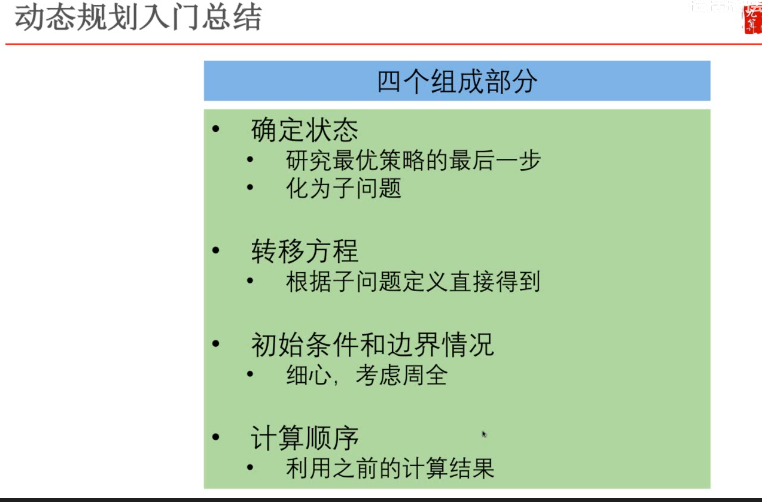 动态规划入门总结
四个组成部分
• 确定状态
• 研究最优策略的最后一步
• 化为子问题
• 转移方程
• 根据子问题定义直接得到
• 初始条件和边界情况
• 细心，考虑周全
• 计算顺序
• 利用之前的计算结果